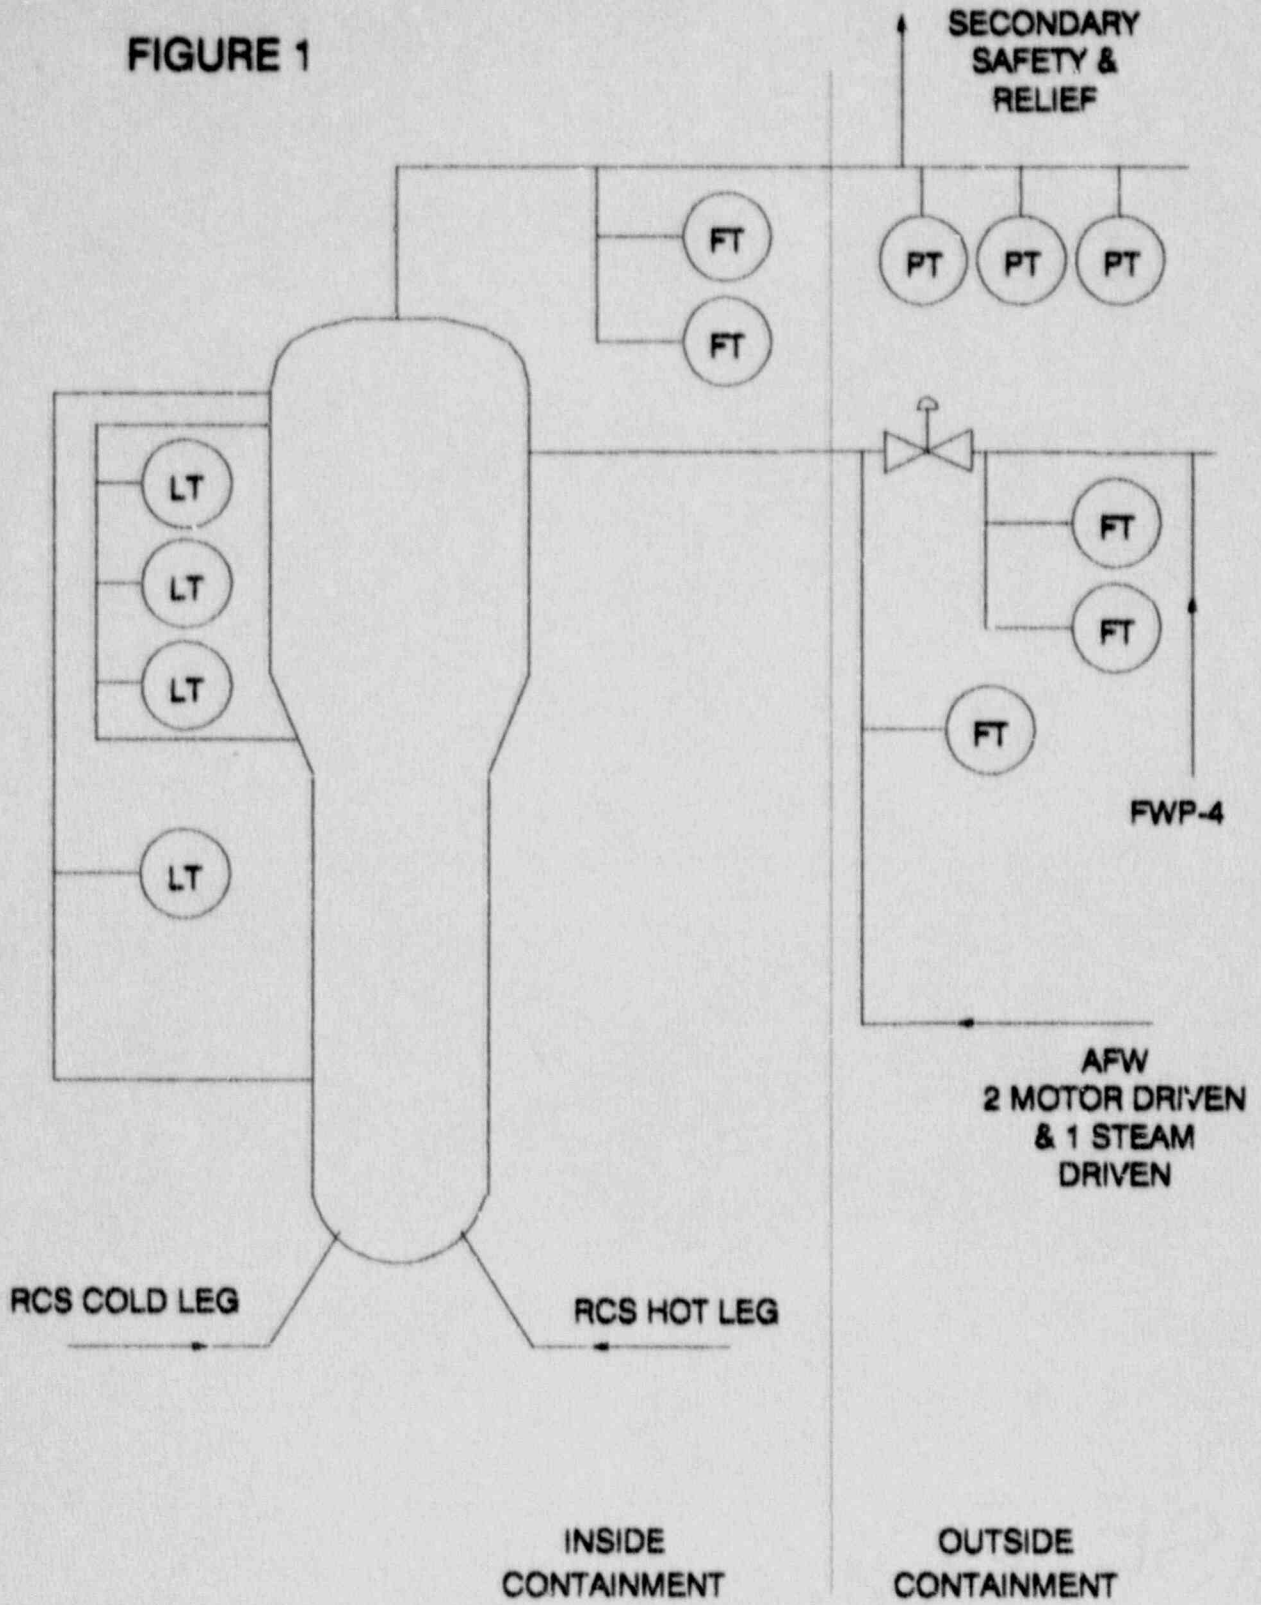 FIGURE 1
SECONDARY
SAFETY &
RELIEF
FT
PT
PT
PT
FT
LT
FT
LT
FT
LT
FT
FWP-4
LT
AFW
2 MOTOR DRIVEN
& 1 STEAM
DRIVEN
RCS COLD LEG
RCS HOT LEG
INSIDE
CONTAINMENT
OUTSIDE
CONTAINMENT